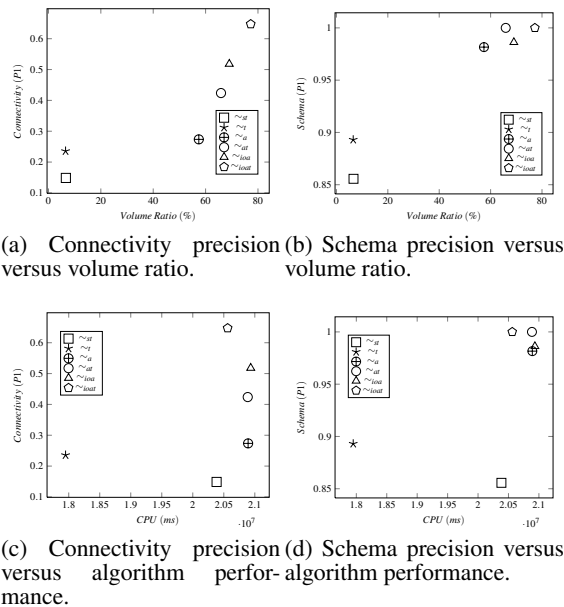 0.6
0.5
0.4
0.3
0.2
0.1
Connectivity (P1)
∼st
∼t
∼a
∼at
∼ioa
∼ioat
0 20 40 60 80
Volume Ratio (%)
1
0.95
0.9
0.85
Schema (P1)
∼st
∼t
∼a
∼at
∼ioa
∼ioat
0 20 40 60 80
Volume Ratio (%)
(a) Connectivity precision
versus volume ratio.
(b) Schema precision versus
volume ratio.
0.6
0.5
0.4
0.3
0.2
0.1
Connectivity (P1)
∼st
∼t
∼a
∼at
∼ioa
∼ioat
1.8 1.85 1.9 1.95 2 2.05 2.1
CPU (ms)
·10⁷
1
0.95
0.9
0.85
Schema (P1)
∼st
∼t
∼a
∼at
∼ioa
∼ioat
1.8 1.85 1.9 1.95 2 2.05 2.1
CPU (ms)
·10⁷
(c) Connectivity precision
versus algorithm perfor-
mance.
(d) Schema precision versus
algorithm performance.